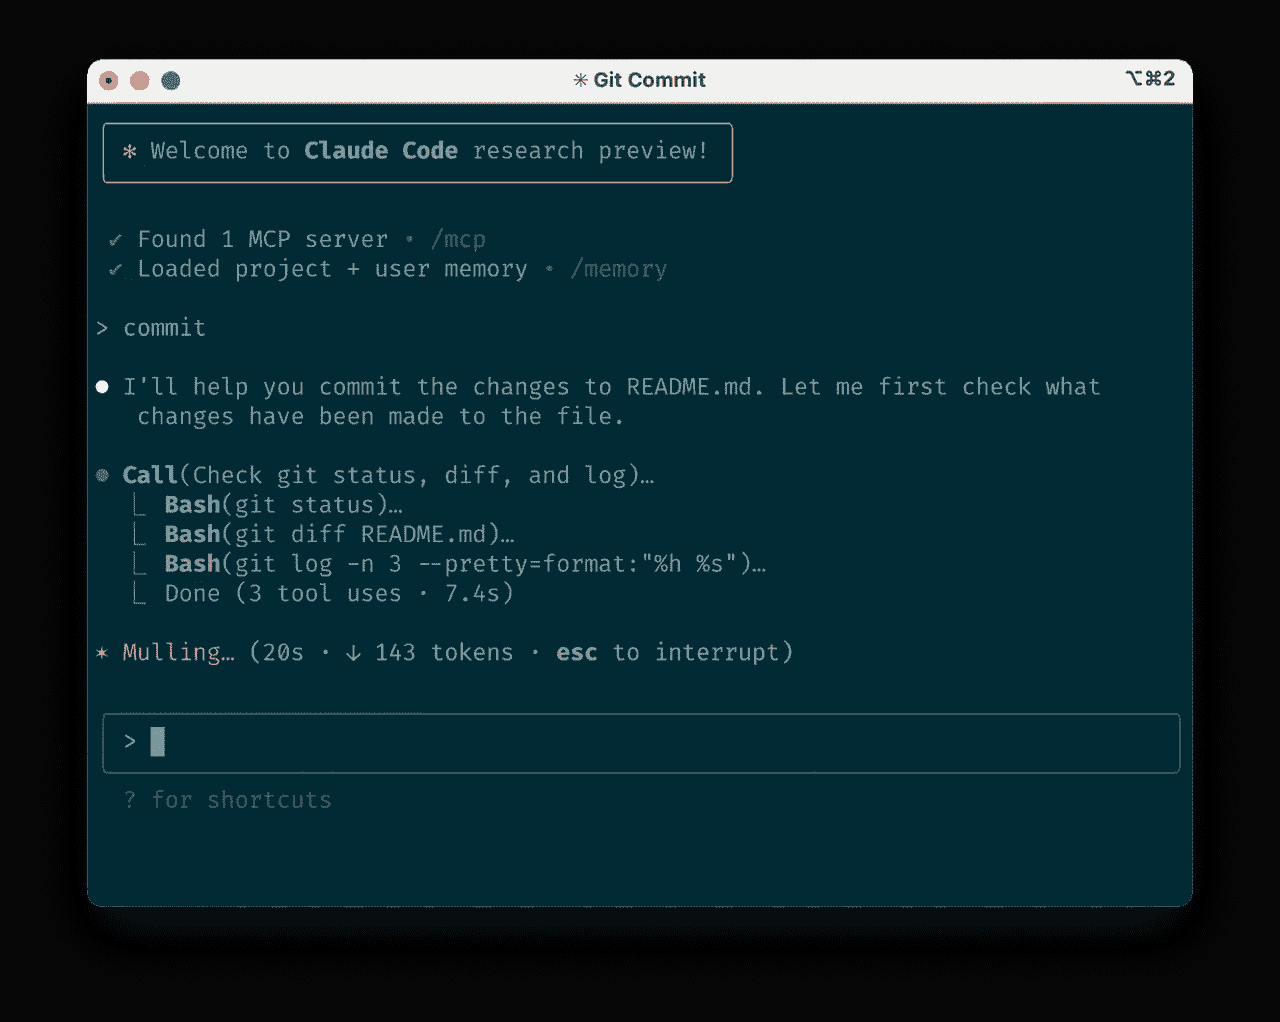 ✳ Git Commit
⌥⌘2
✻ Welcome to Claude Code research preview!
✔ Found 1 MCP server • /mcp
✔ Loaded project + user memory • /memory
> commit
● I'll help you commit the changes to README.md. Let me first check what
changes have been made to the file.
● Call(Check git status, diff, and log)…
⎿ Bash(git status)…
⎿ Bash(git diff README.md)…
⎿ Bash(git log -n 3 --pretty=format:"%h %s")…
⎿ Done (3 tool uses · 7.4s)
✶ Mulling… (20s · ↓ 143 tokens · esc to interrupt)
>
? for shortcuts